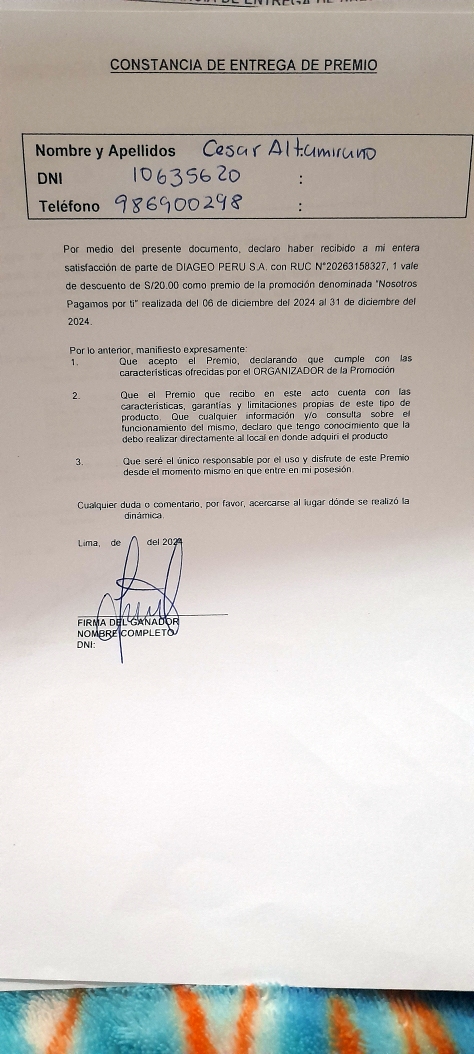 CONSTANCIA DE ENTREGA DE PREMIO
Nombre y Apellidos Cesar Altamirano
DNI 10635620 :
Teléfono 986900298 :
Por medio del presente documento, declaro haber recibido a mi entera
satisfacción de parte de DIAGEO PERU S.A. con RUC N°20263158327, 1 vale
de descuento de S/20.00 como premio de la promoción denominada "Nosotros
Pagamos por ti" realizada del 06 de diciembre del 2024 al 31 de diciembre del
2024.
Por lo anterior, manifiesto expresamente:
1. Que acepto el Premio, declarando que cumple con las
características ofrecidas por el ORGANIZADOR de la Promoción
2. Que el Premio que recibo en este acto cuenta con las
características, garantías y limitaciones propias de este tipo de
producto. Que cualquier información y/o consulta sobre el
funcionamiento del mismo, declaro que tengo conocimiento que la
debo realizar directamente al local en donde adquirí el producto
3. Que seré el único responsable por el uso y disfrute de este Premio
desde el momento mismo en que entre en mi posesión.
Cualquier duda o comentario, por favor, acercarse al lugar dónde se realizó la
dinámica.
Lima, de del 2024
FIRMA DEL GANADOR
NOMBRE COMPLETO
DNI: